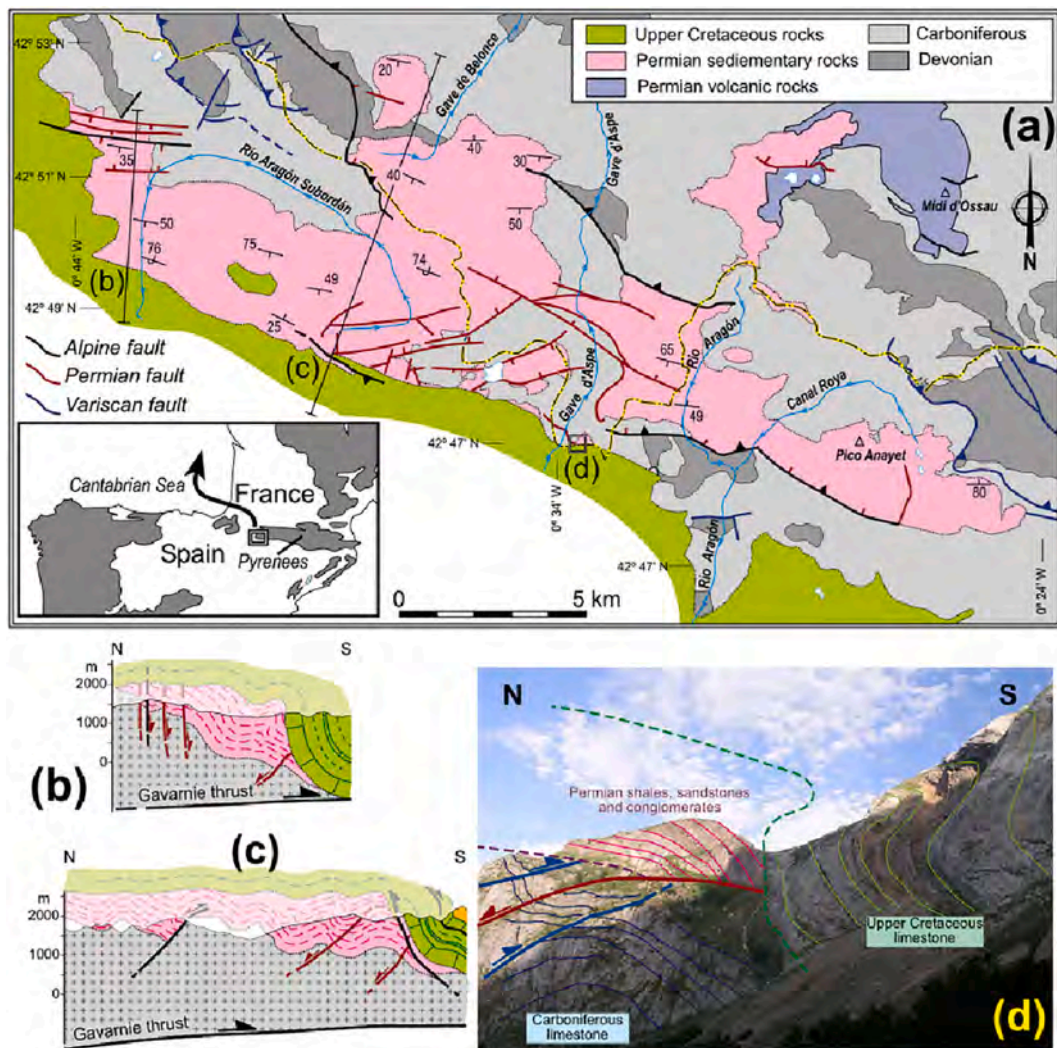 Upper Cretaceous rocks
Permian sediementary rocks
Permian volcanic rocks
Carboniferous
Devonian
(a)
42º 53' N
42º 51' N
42º 49' N
42º 47' N
42º 47' N
0º 44' W
0º 34' W
0º 24' W
20
Gave de Belonce
Gave d'Aspe
40
30
40
50
35
Río Aragón Subordán
50
76
75
49
74
25
65
49
80
Midi d'Ossau
N
(b)
(c)
(d)
Río Aragón
Gave d'Aspe
Canal Roya
Pico Anayet
Río Aragón
Alpine fault
Permian fault
Variscan fault
Cantabrian Sea
France
Spain
Pyrenees
0
5 km
N
S
m
2000
1000
0
Gavarnie thrust
(b)
(c)
N
S
m
2000
1000
0
Gavarnie thrust
N
S
Permian shales, sandstones
and conglomerates
Upper Cretaceous
limestone
Carboniferous
limestone
(d)